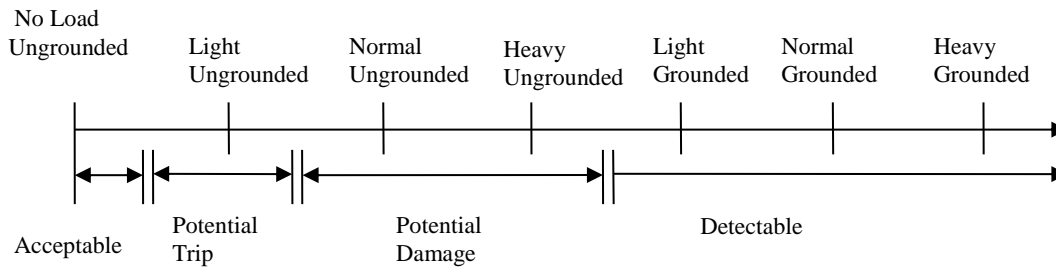 No Load
Ungrounded
Light
Ungrounded
Normal
Ungrounded
Heavy
Ungrounded
Light
Grounded
Normal
Grounded
Heavy
Grounded
Acceptable
Potential
Trip
Potential
Damage
Detectable